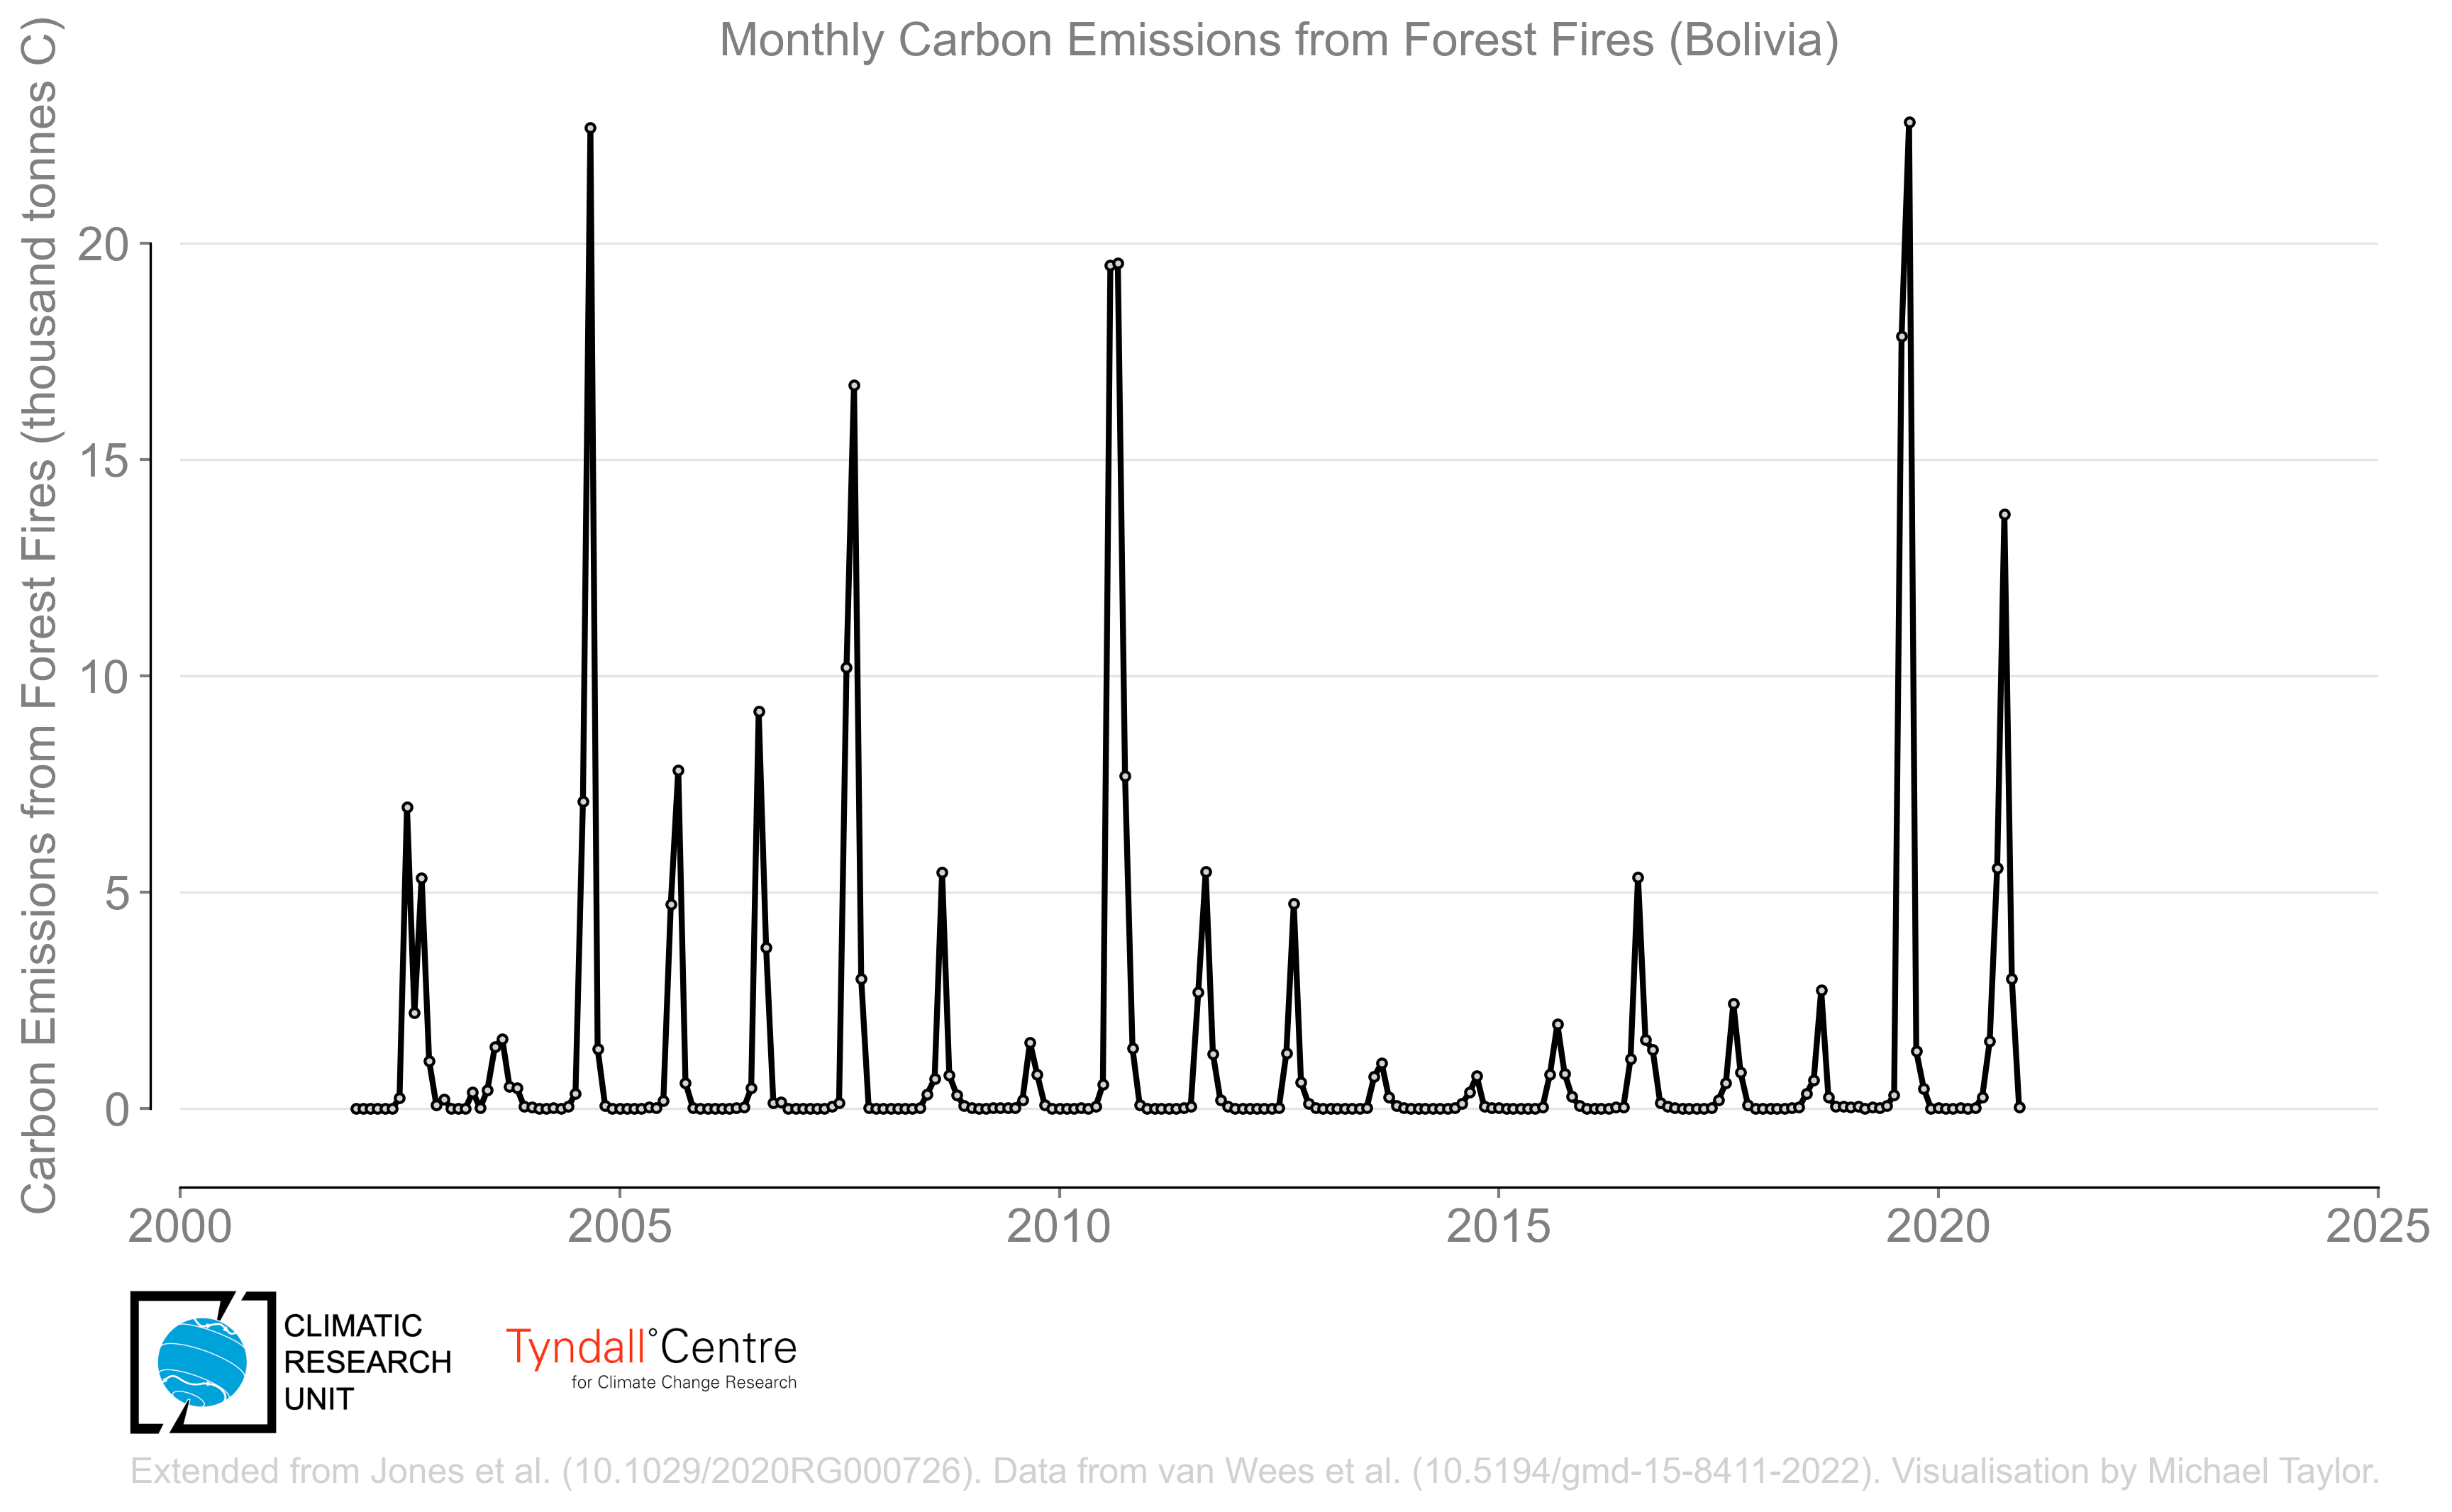 Monthly Carbon Emissions from Forest Fires (Bolivia)
Carbon Emissions from Forest Fires (thousand tonnes C)
20
15
10
5
0
2000 2005 2010 2015 2020 2025
CLIMATIC
RESEARCH
UNIT
Tyndall°Centre
for Climate Change Research
Extended from Jones et al. (10.1029/2020RG000726). Data from van Wees et al. (10.5194/gmd-15-8411-2022). Visualisation by Michael Taylor.